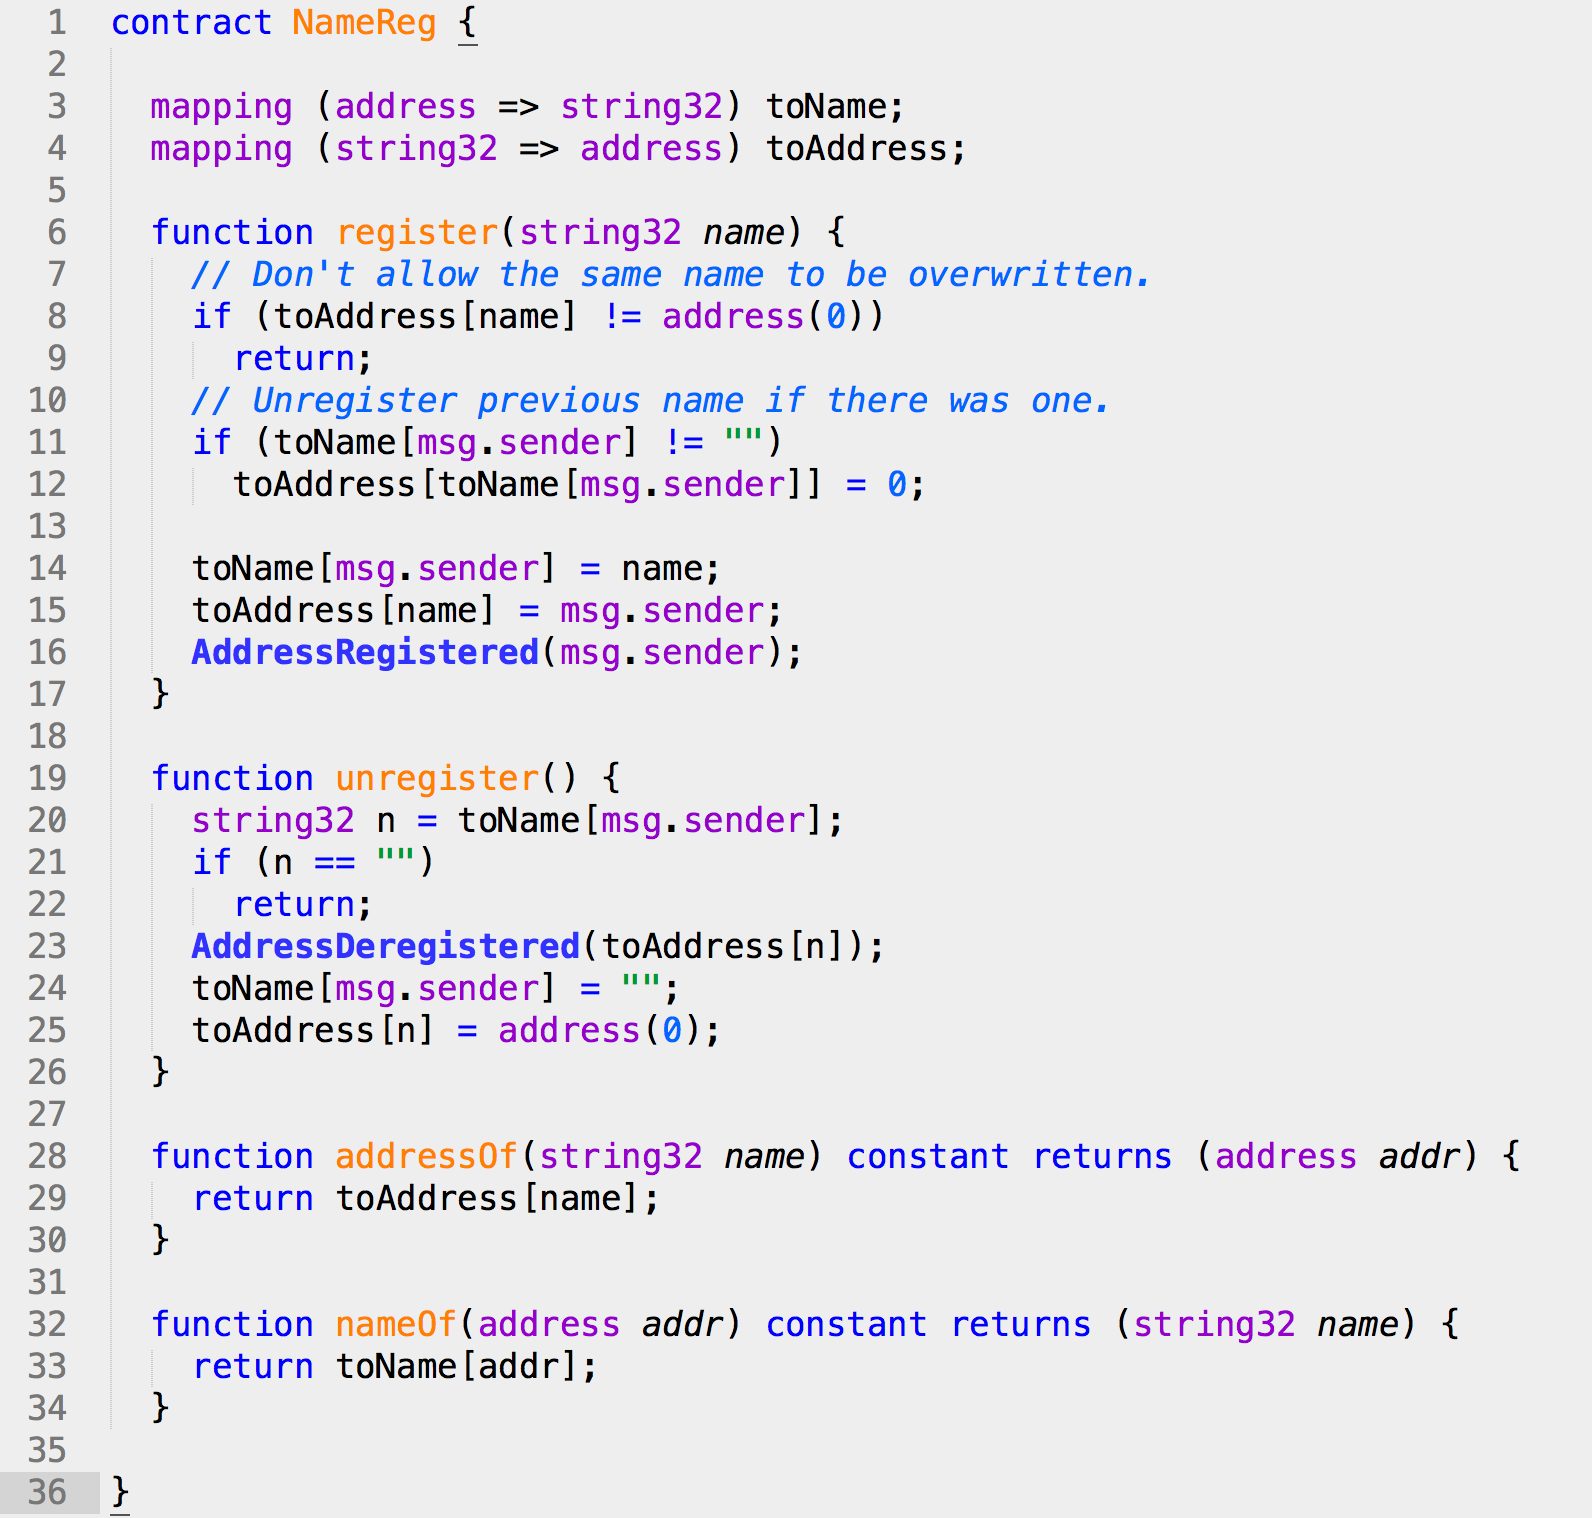 1 contract NameReg {
2
3   mapping (address => string32) toName;
4   mapping (string32 => address) toAddress;
5
6   function register(string32 name) {
7     // Don't allow the same name to be overwritten.
8     if (toAddress[name] != address(0))
9       return;
10     // Unregister previous name if there was one.
11     if (toName[msg.sender] != "")
12       toAddress[toName[msg.sender]] = 0;
13
14     toName[msg.sender] = name;
15     toAddress[name] = msg.sender;
16     AddressRegistered(msg.sender);
17   }
18
19   function unregister() {
20     string32 n = toName[msg.sender];
21     if (n == "")
22       return;
23     AddressDeregistered(toAddress[n]);
24     toName[msg.sender] = "";
25     toAddress[n] = address(0);
26   }
27
28   function addressOf(string32 name) constant returns (address addr) {
29     return toAddress[name];
30   }
31
32   function nameOf(address addr) constant returns (string32 name) {
33     return toName[addr];
34   }
35
36 }